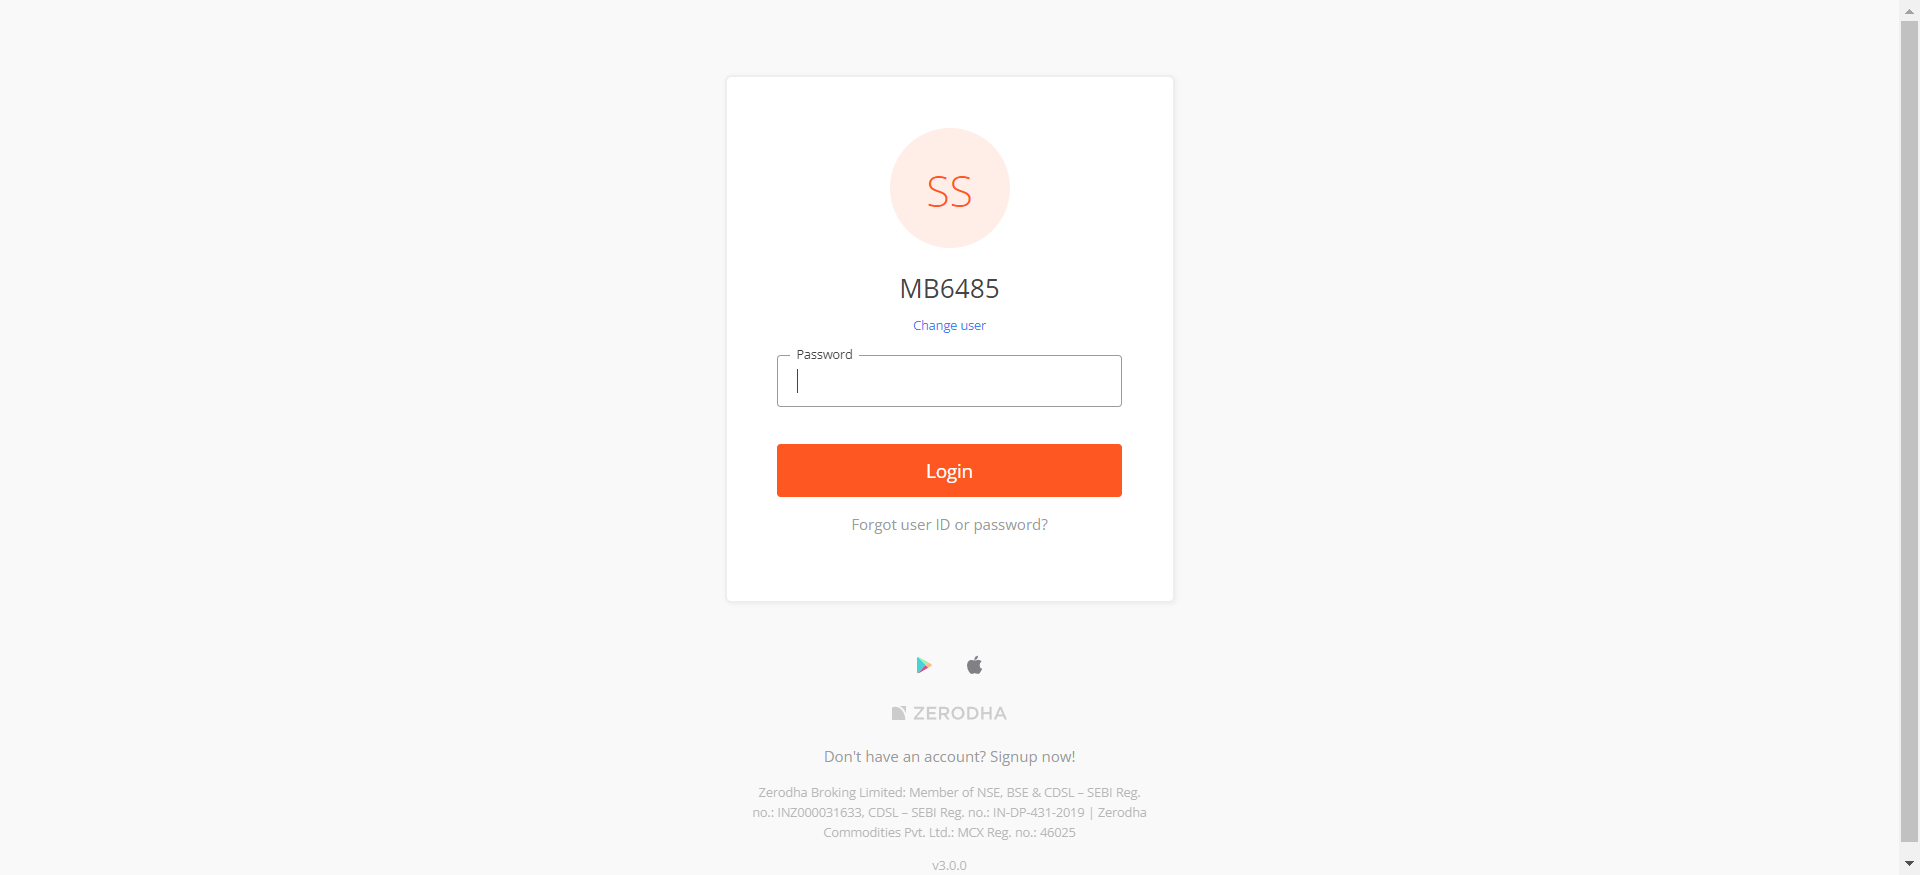 SS
MB6485
Change user
Password
Login
Forgot user ID or password?
ZERODHA
Don't have an account? Signup now!
Zerodha Broking Limited: Member of NSE, BSE & CDSL – SEBI Reg.
no.: INZ000031633, CDSL – SEBI Reg. no.: IN-DP-431-2019 | Zerodha
Commodities Pvt. Ltd.: MCX Reg. no.: 46025
v3.0.0